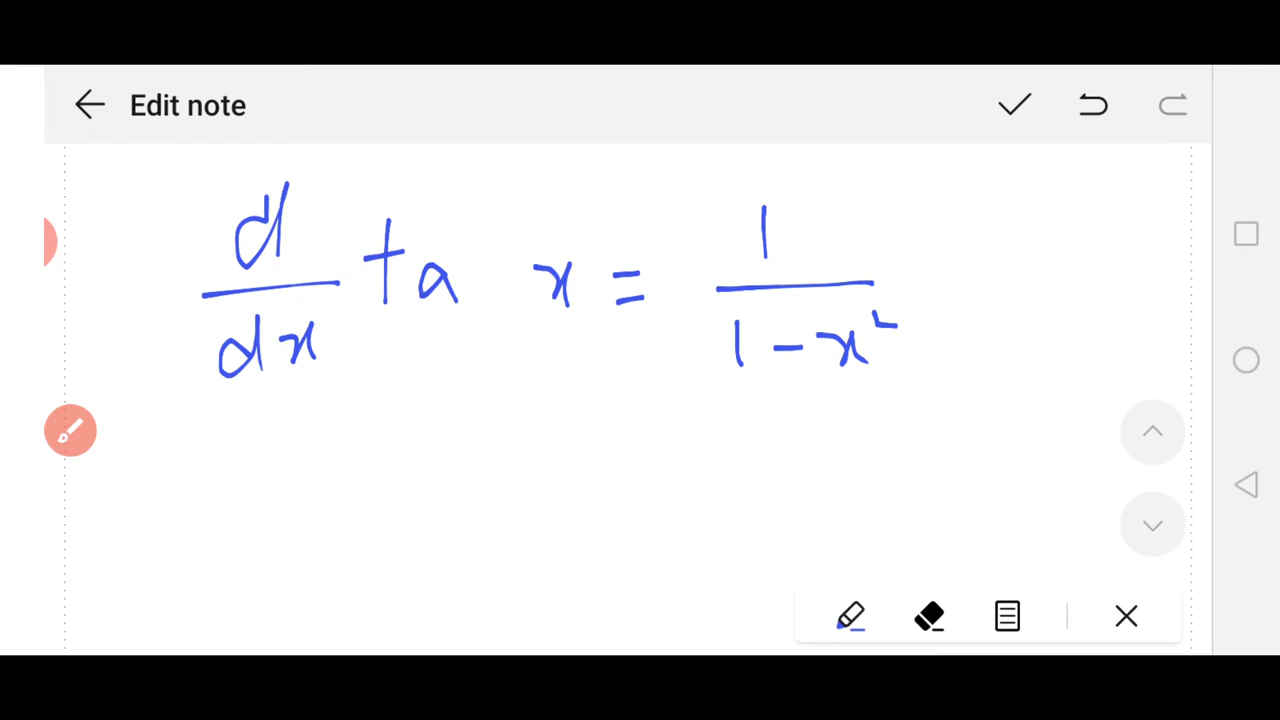 Edit note
d/dx ta x = 1/(1-x²)